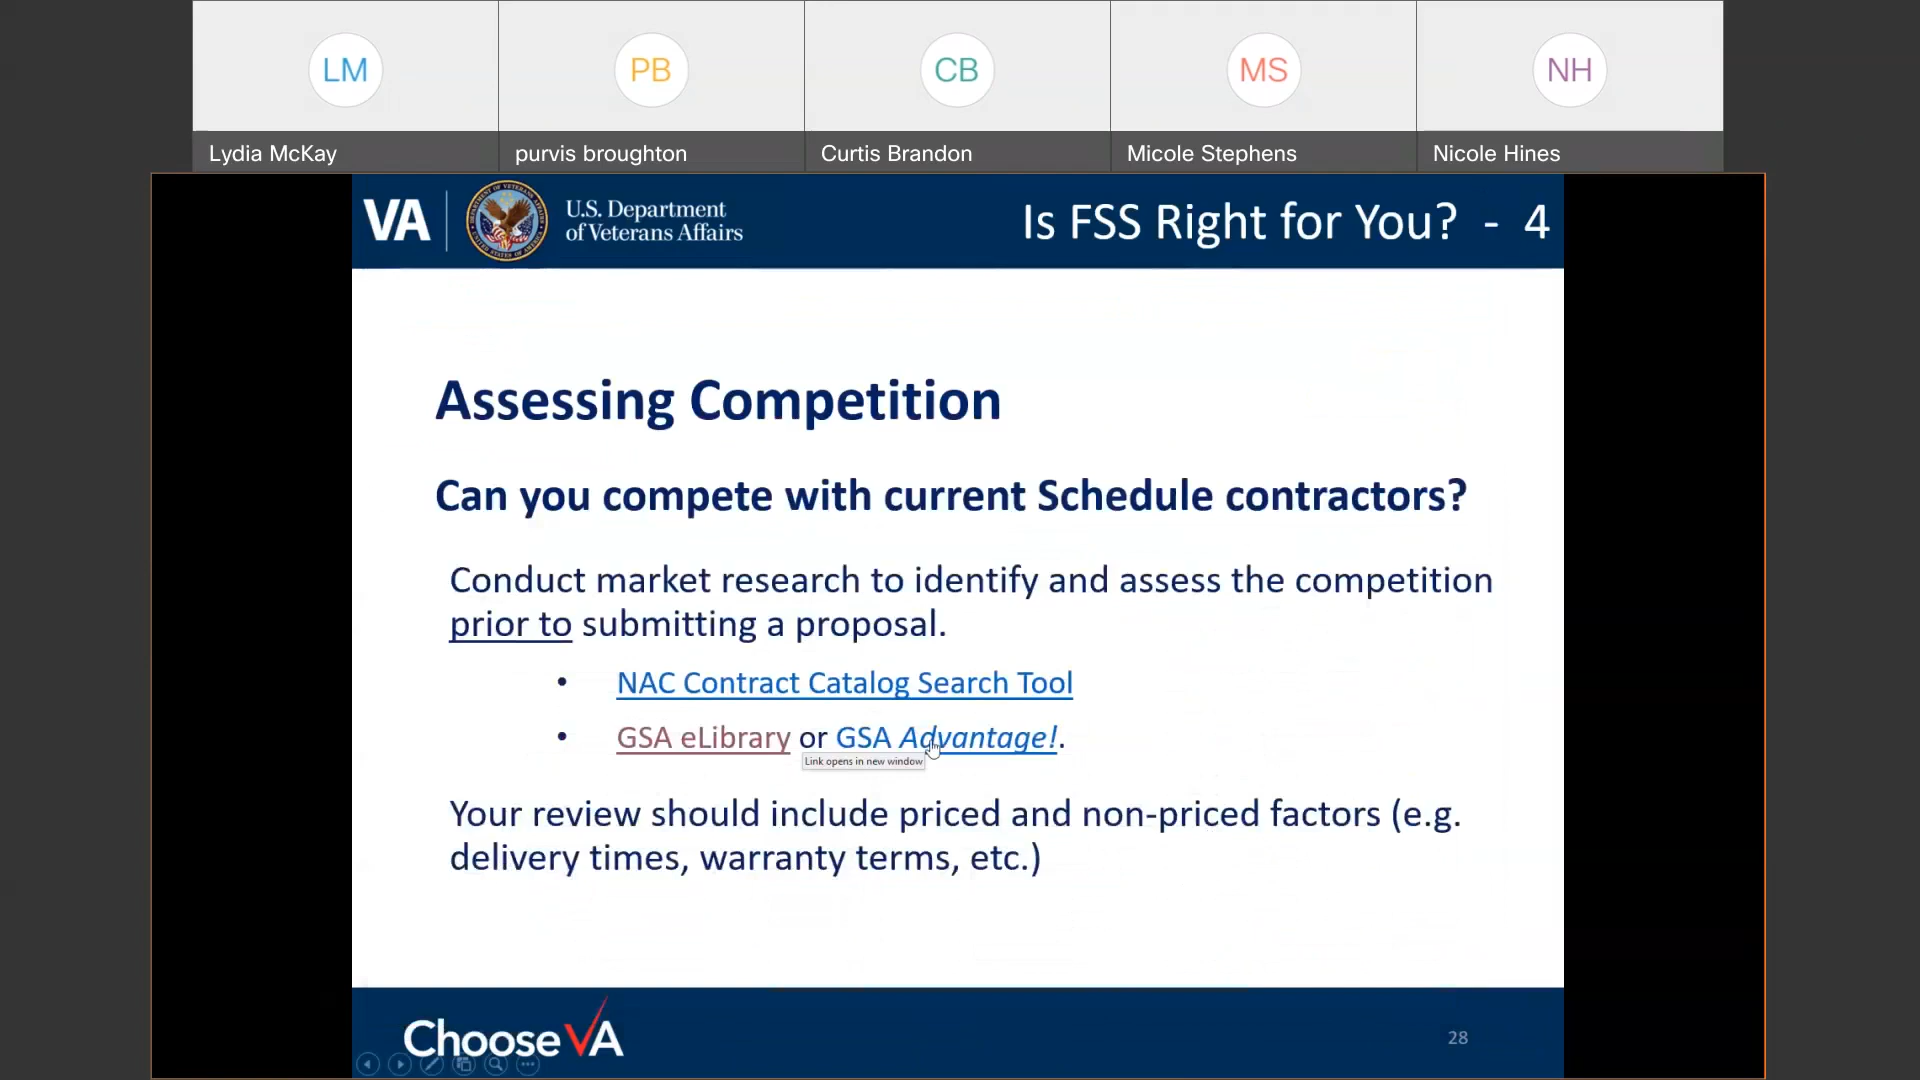 LM
PB
CB
MS
NH
Lydia McKay
purvis broughton
Curtis Brandon
Micole Stephens
Nicole Hines
VA
U.S. Department
of Veterans Affairs
Is FSS Right for You? - 4
Assessing Competition
Can you compete with current Schedule contractors?
Conduct market research to identify and assess the competition
prior to submitting a proposal.
• NAC Contract Catalog Search Tool
• GSA eLibrary or GSA Advantage!.
Link opens in new window
Your review should include priced and non-priced factors (e.g.
delivery times, warranty terms, etc.)
Choose VA
28